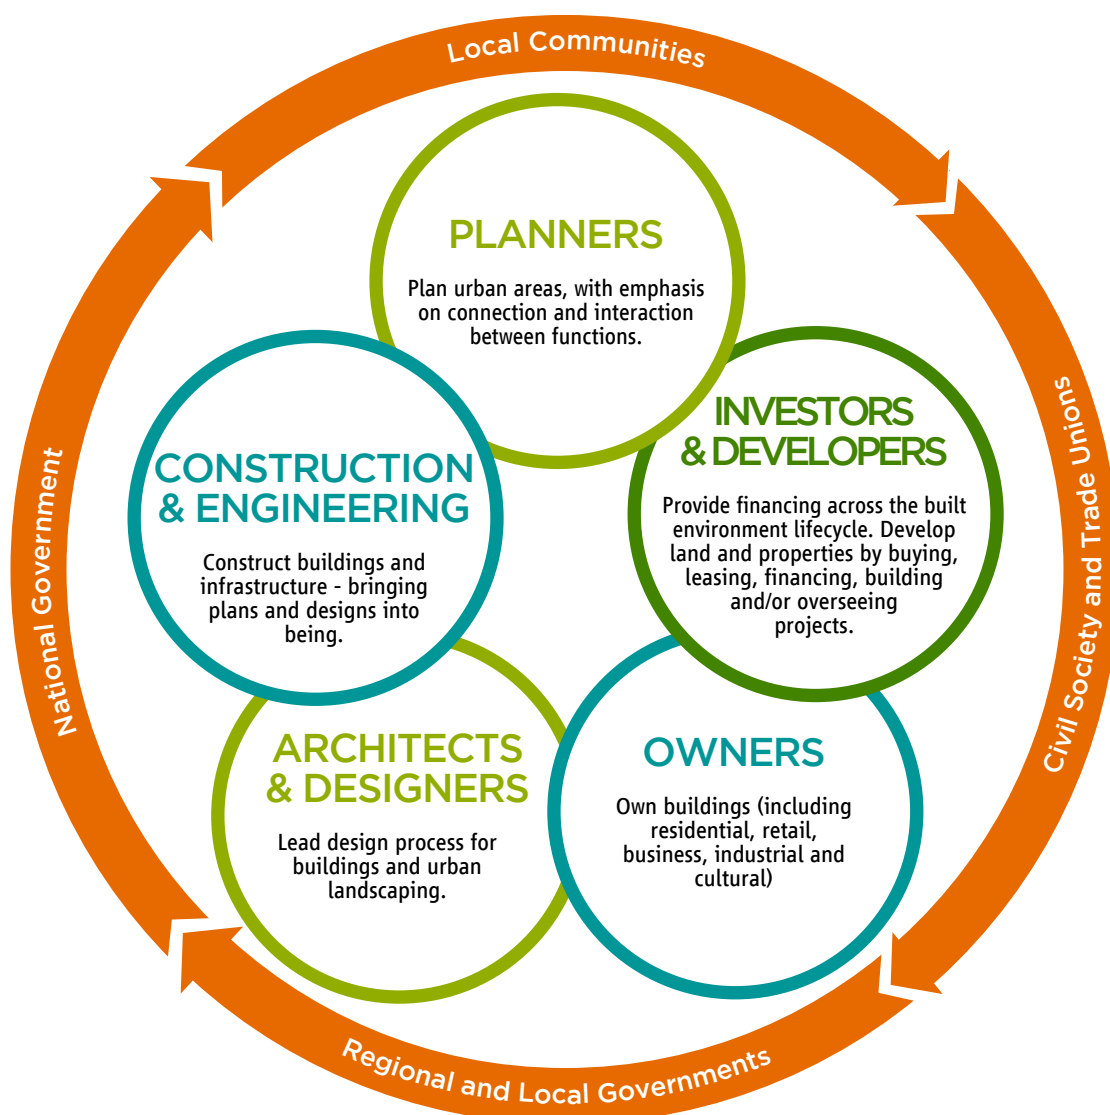 Local Communities
PLANNERS
Plan urban areas, with emphasis
on connection and interaction
between functions.
INVESTORS
& DEVELOPERS
Provide financing across the built
environment lifecycle. Develop
land and properties by buying,
leasing, financing, building
and/or overseeing
projects.
CONSTRUCTION
& ENGINEERING
Construct buildings and
infrastructure - bringing
plans and designs into
being.
ARCHITECTS
& DESIGNERS
Lead design process for
buildings and urban
landscaping.
OWNERS
Own buildings (including
residential, retail,
business, industrial and
cultural)
Civil Society and Trade Unions
Regional and Local Governments
National Government